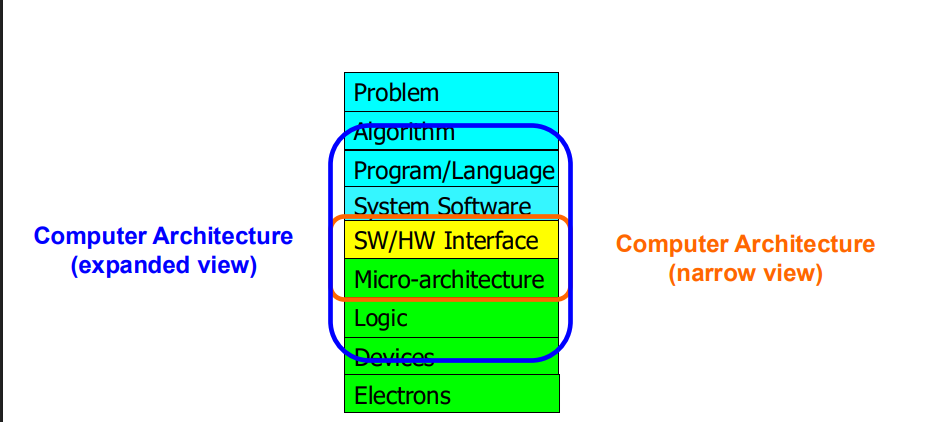 Problem
Algorithm
Program/Language
System Software
SW/HW Interface
Micro-architecture
Logic
Devices
Electrons
Computer Architecture
(expanded view)
Computer Architecture
(narrow view)